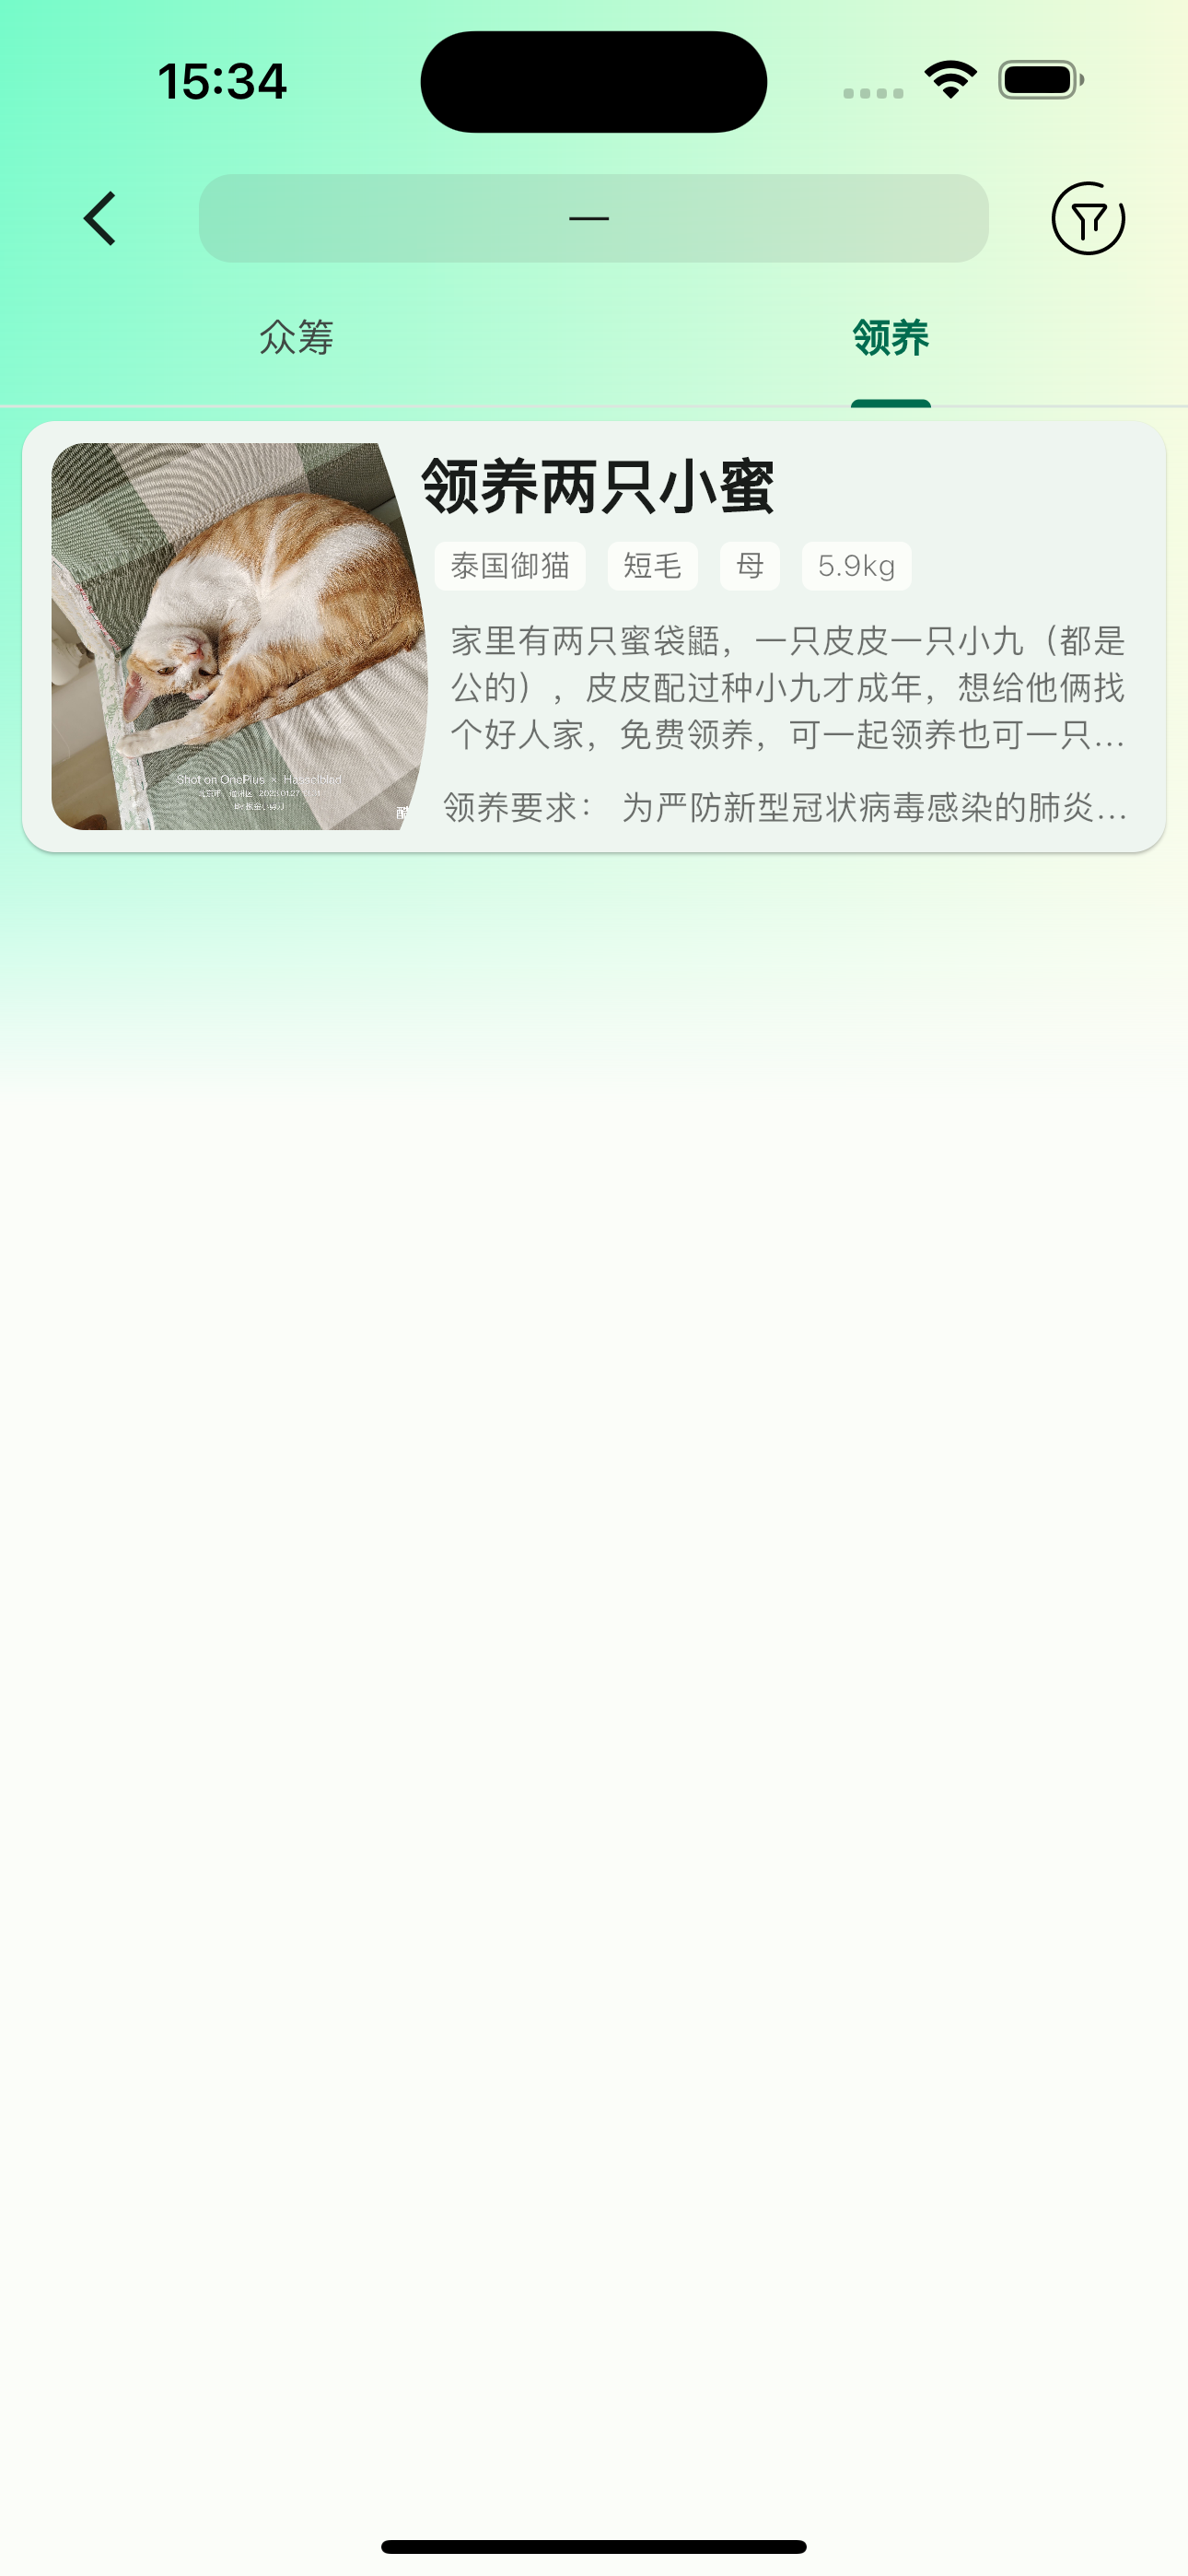 15:34
一
众筹
领养
领养两只小蜜
泰国御猫 短毛 母 5.9kg
家里有两只蜜袋鼯，一只皮皮一只小九（都是
公的），皮皮配过种小九才成年，想给他俩找
个好人家，免费领养，可一起领养也可一只...
领养要求： 为严防新型冠状病毒感染的肺炎...
Shot on OnePlus × Hasselblad
酷